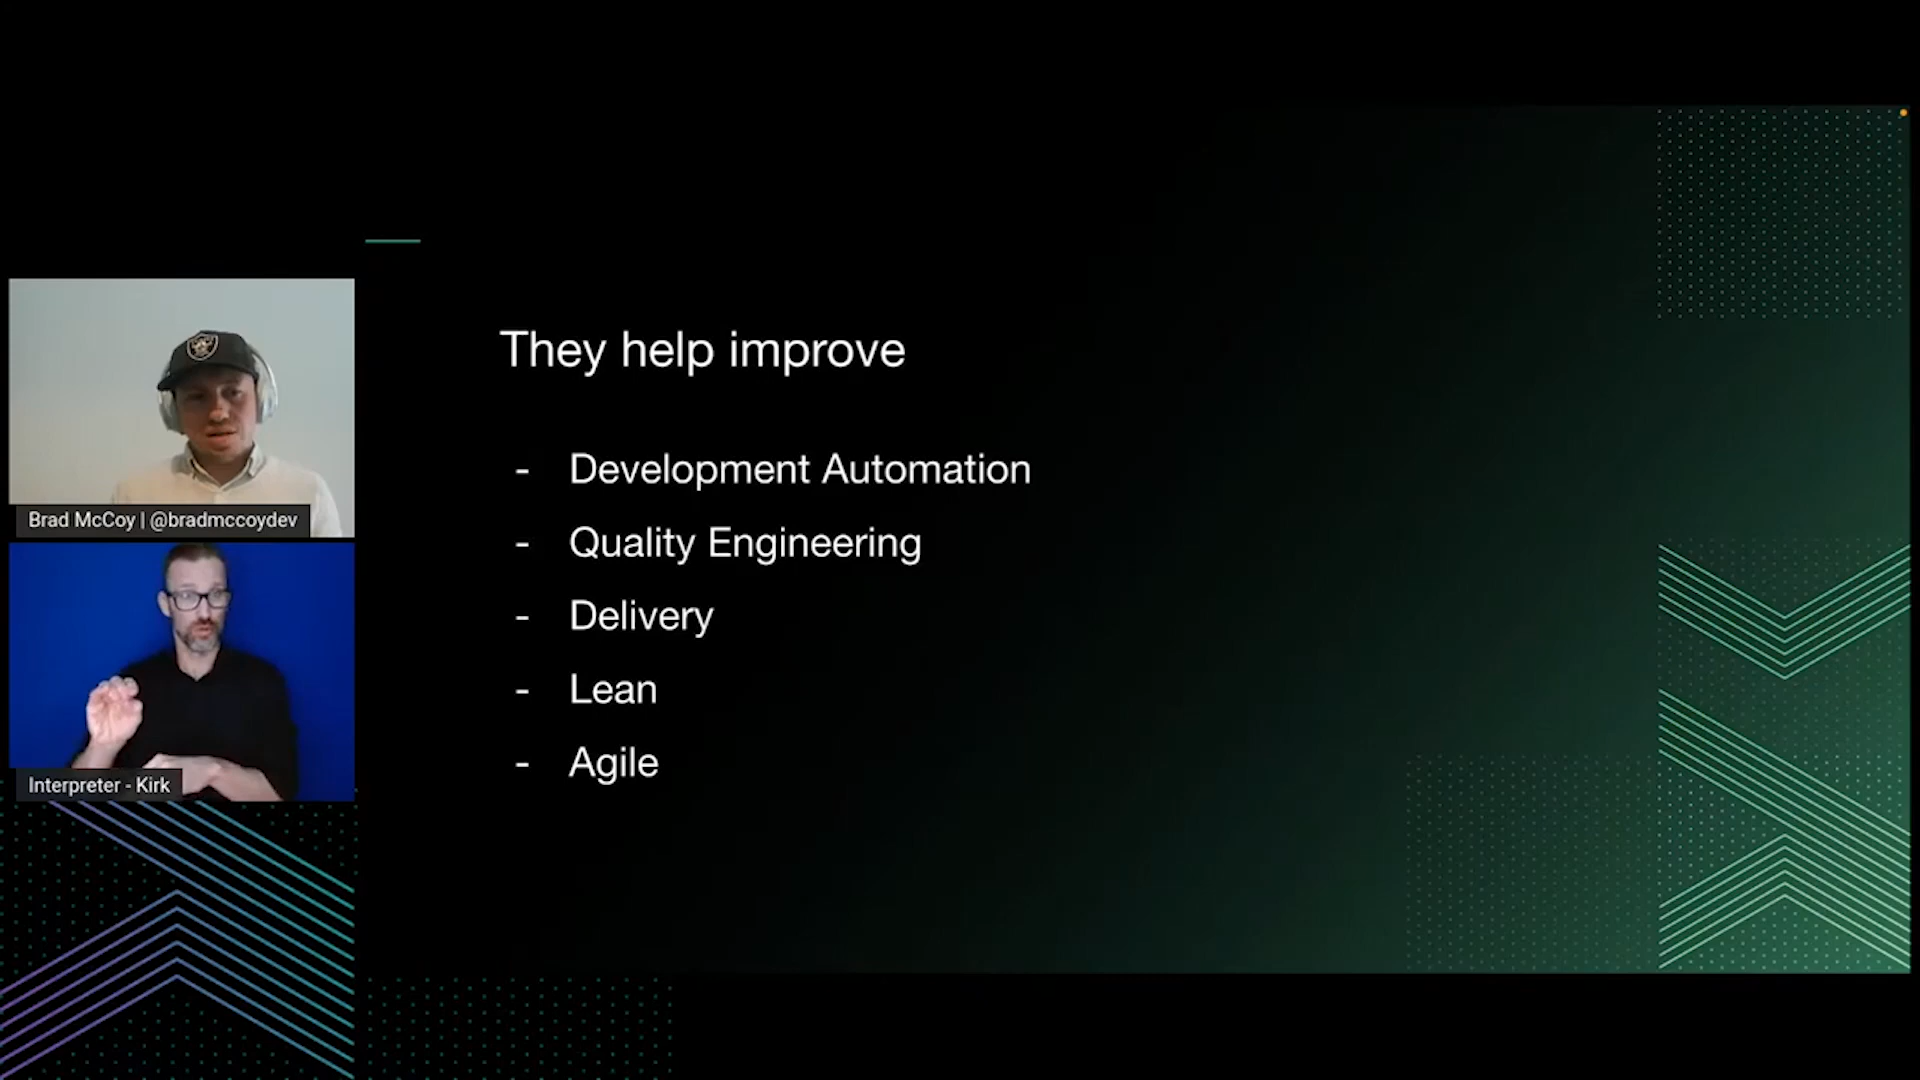 They help improve
- Development Automation
- Quality Engineering
- Delivery
- Lean
- Agile
Brad McCoy | @bradmccoydev
Interpreter - Kirk